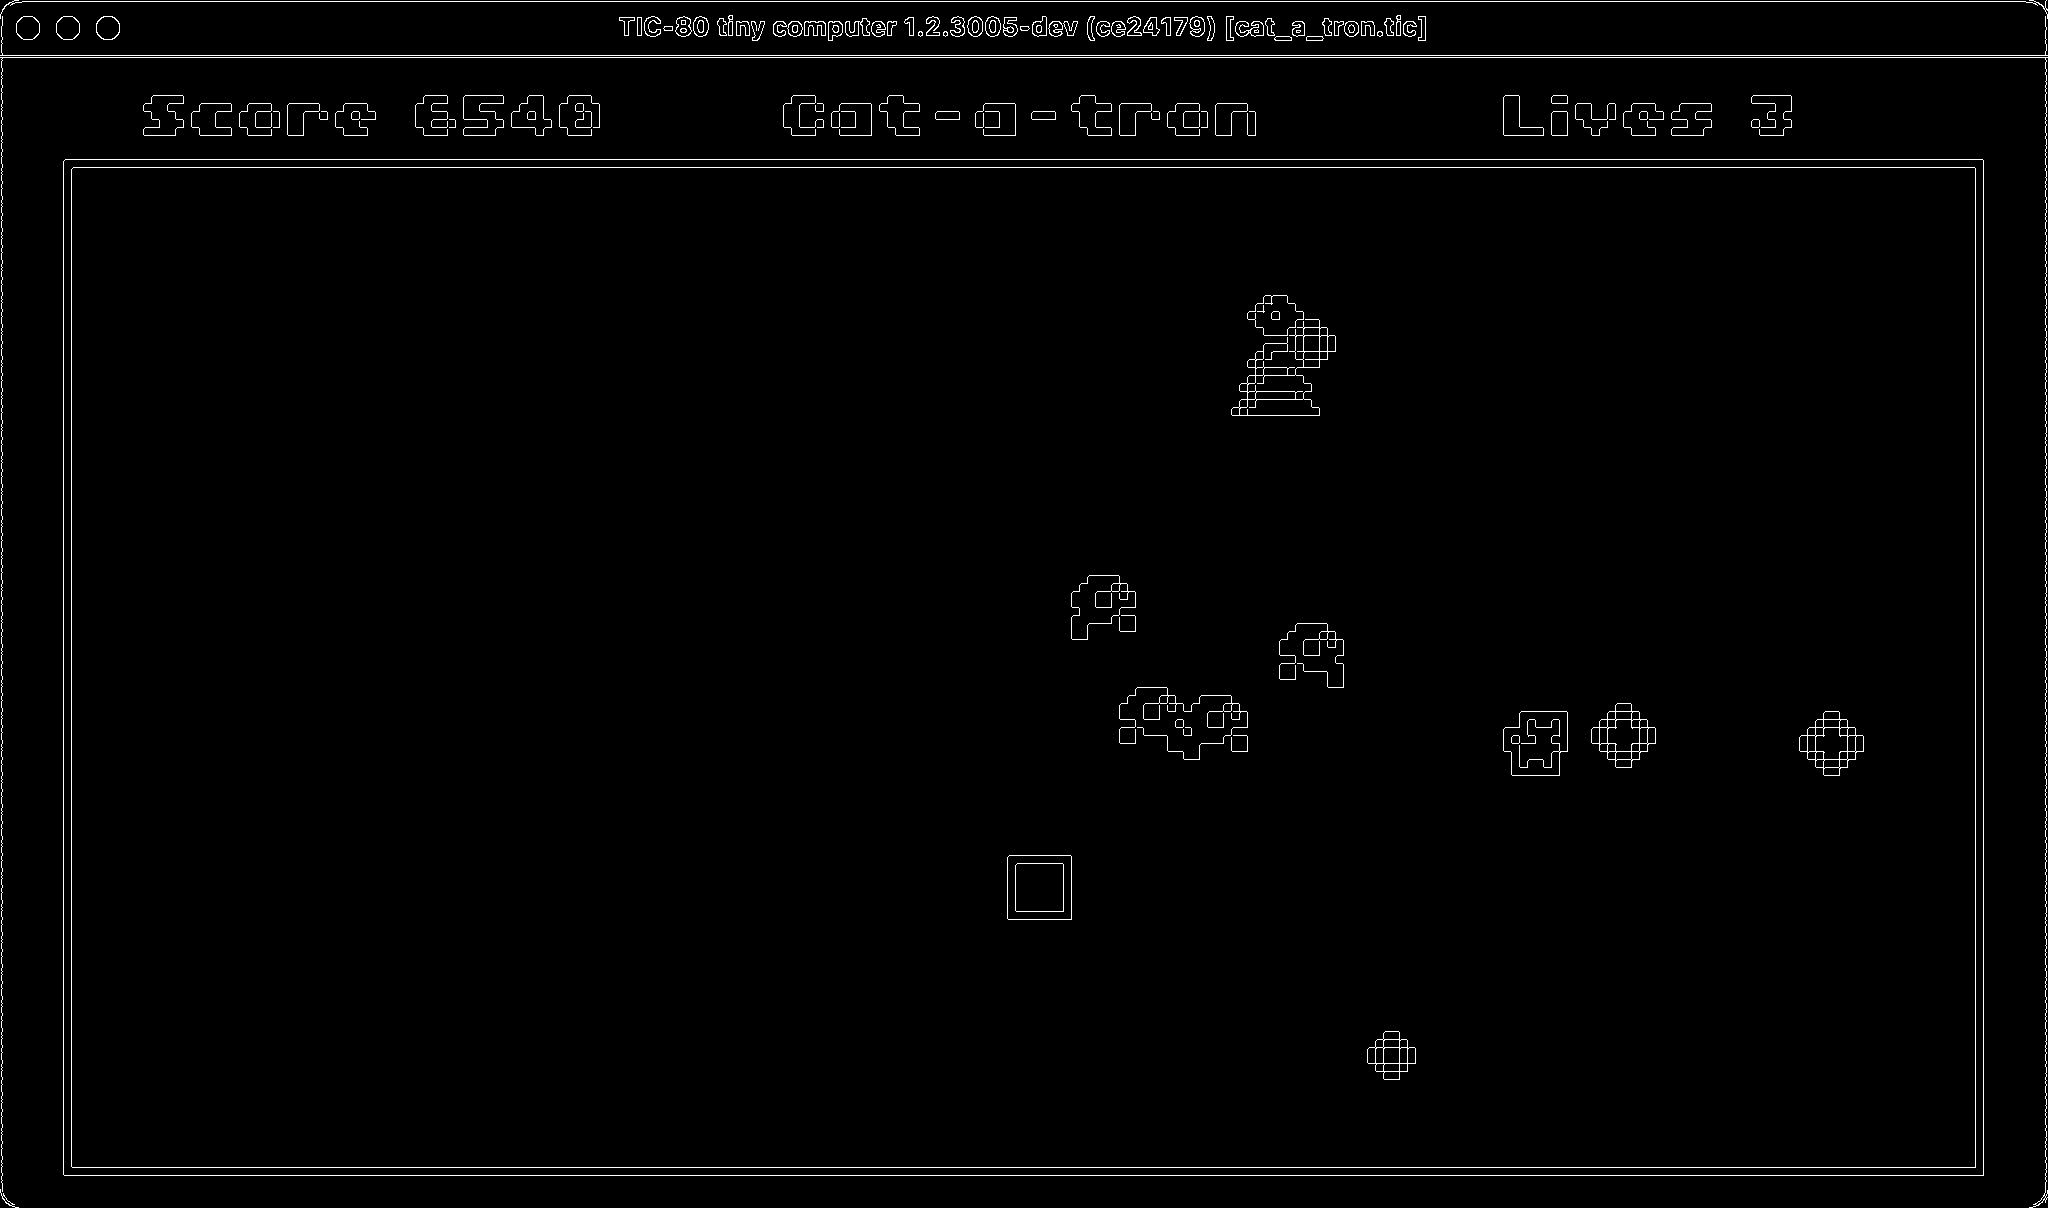 TIC-80 tiny computer 1.2.3005-dev (ce24179) [cat_a_tron.tic]
Score 6540 Cat-a-tron Lives 3